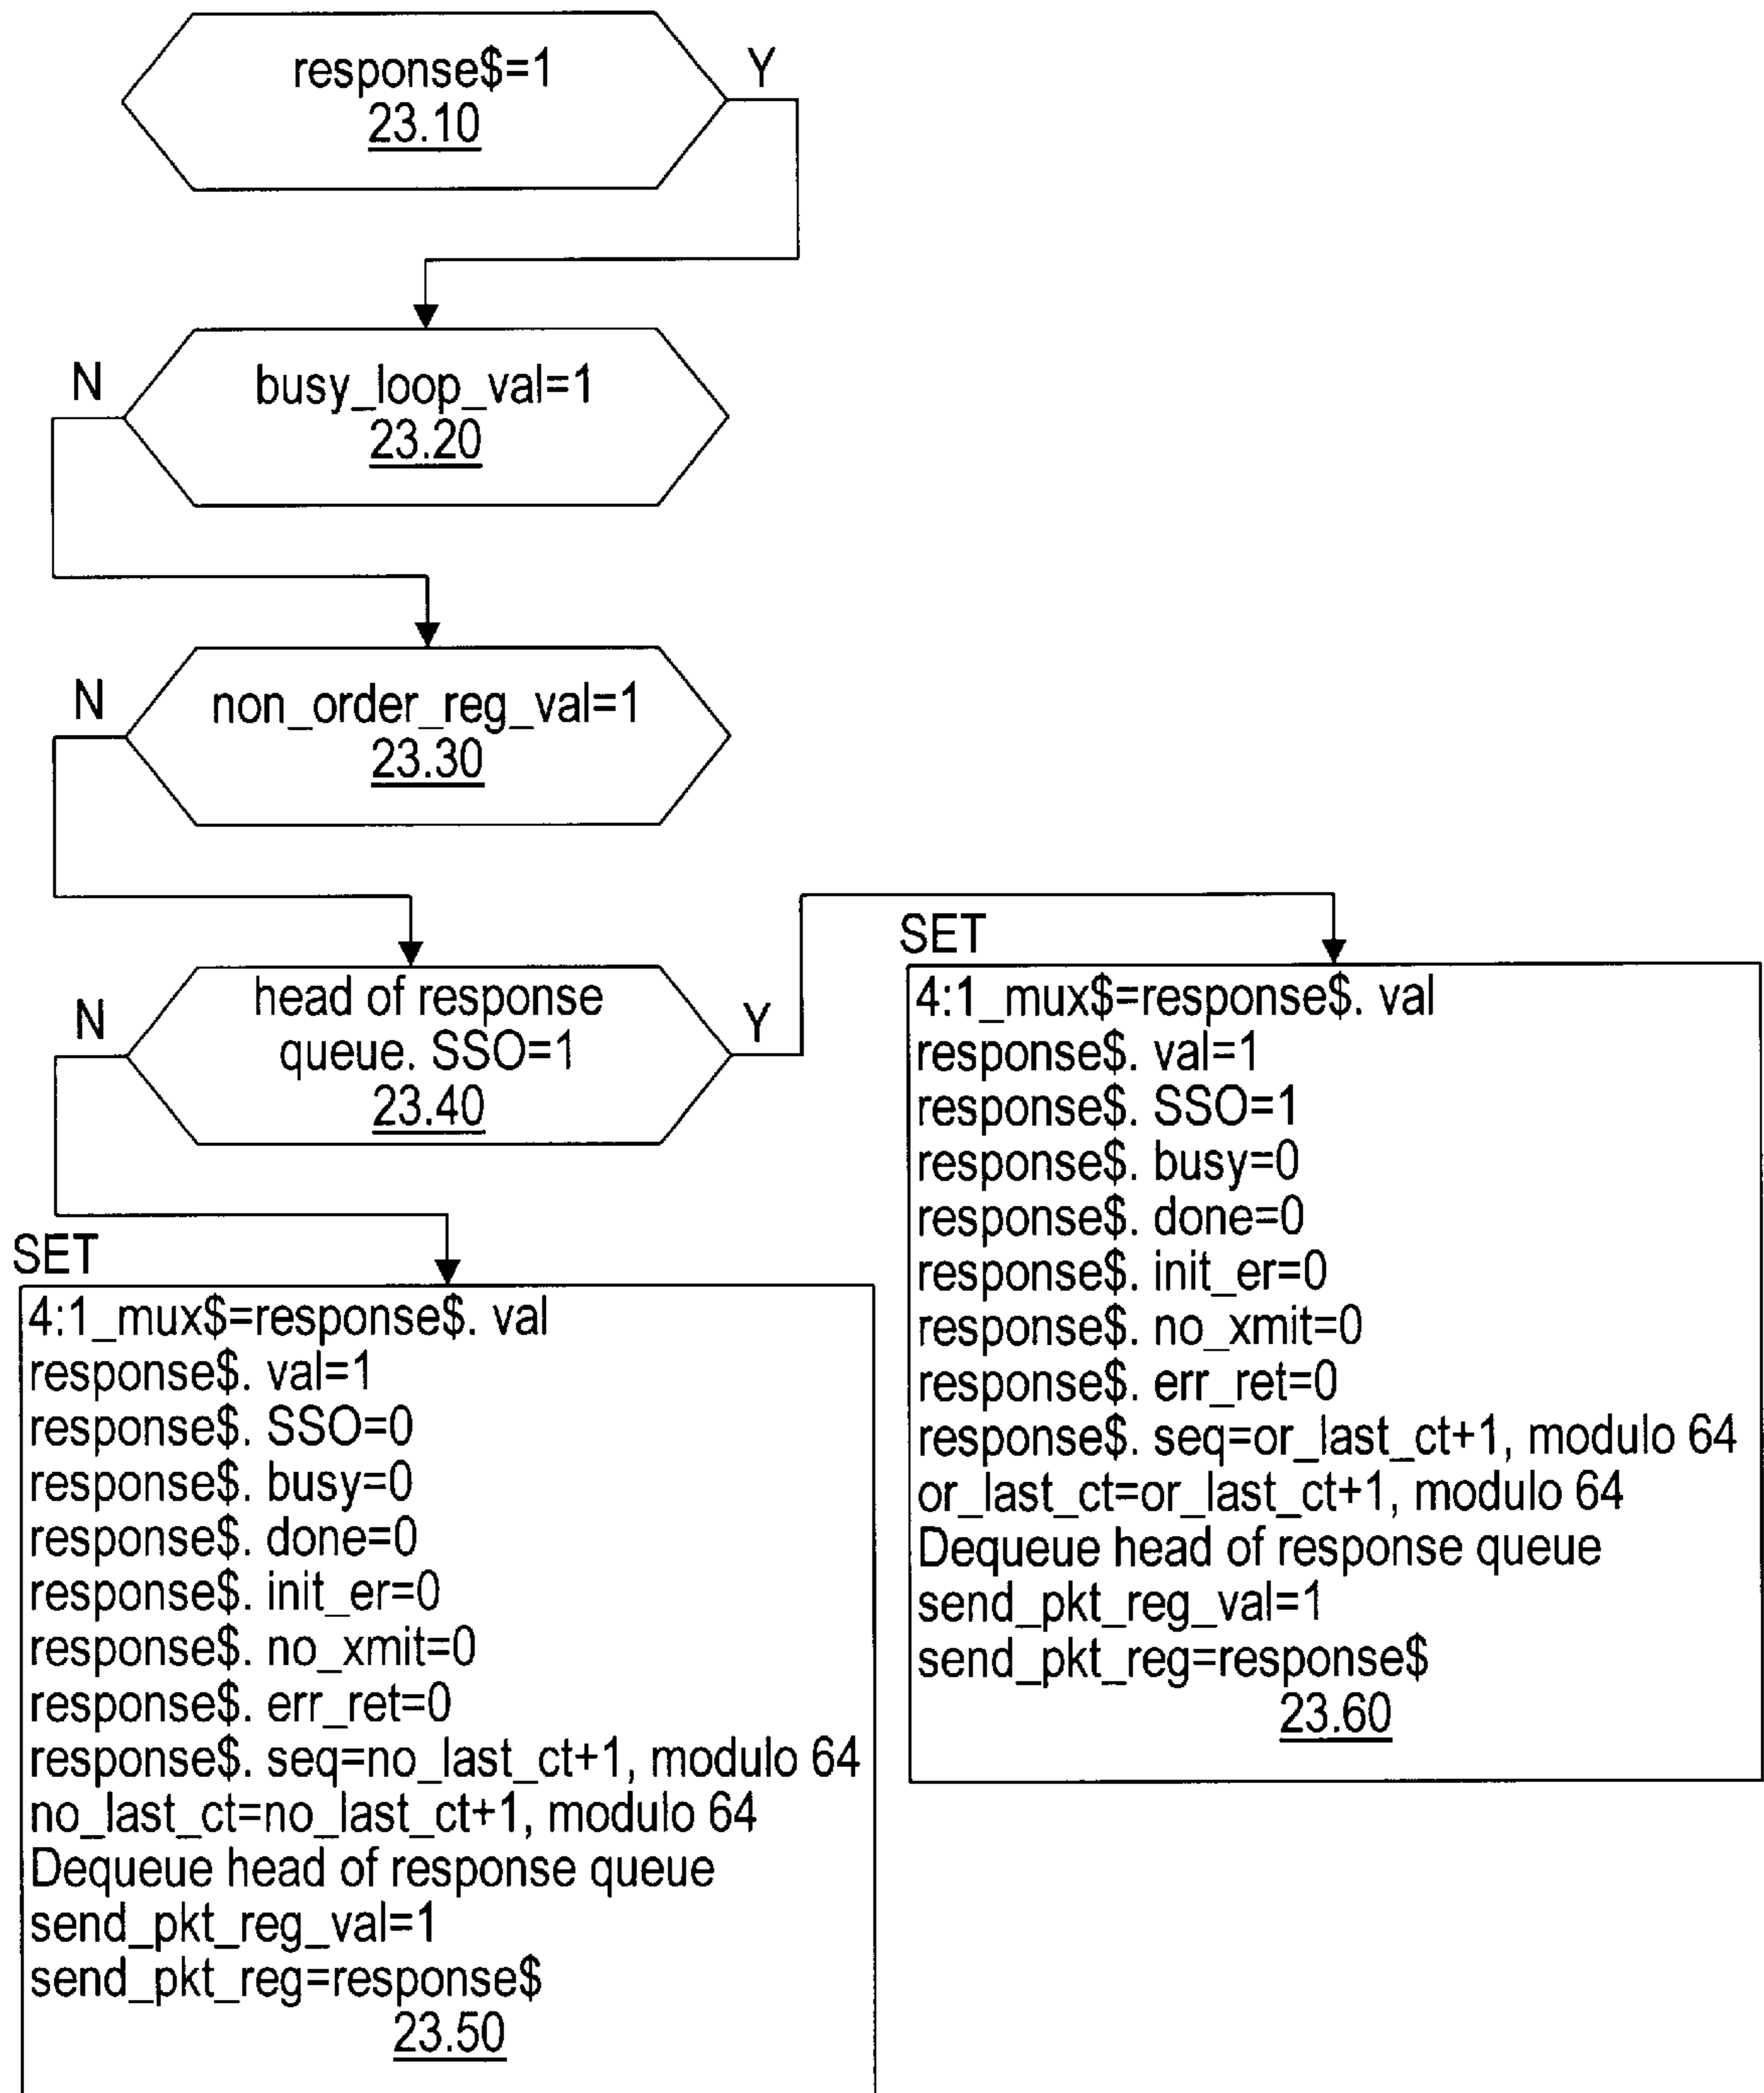 response$=1
Y
23.10
N
busy_loop_val=1
23.20
N
non_order_reg_val=1
23.30
N
head of response
queue. SSO=1
Y
23.40
SET
4:1_mux$=response$. val
response$. val=1
response$. SSO=1
response$. busy=0
response$. done=0
response$. init_er=0
response$. no_xmit=0
response$. err_ret=0
response$. seq=or_last_ct+1, modulo 64
or_last_ct=or_last_ct+1, modulo 64
Dequeue head of response queue
send_pkt_reg_val=1
send_pkt_reg=response$
23.60
SET
4:1_mux$=response$. val
response$. val=1
response$. SSO=0
response$. busy=0
response$. done=0
response$. init_er=0
response$. no_xmit=0
response$. err_ret=0
response$. seq=no_last_ct+1, modulo 64
no_last_ct=no_last_ct+1, modulo 64
Dequeue head of response queue
send_pkt_reg_val=1
send_pkt_reg=response$
23.50